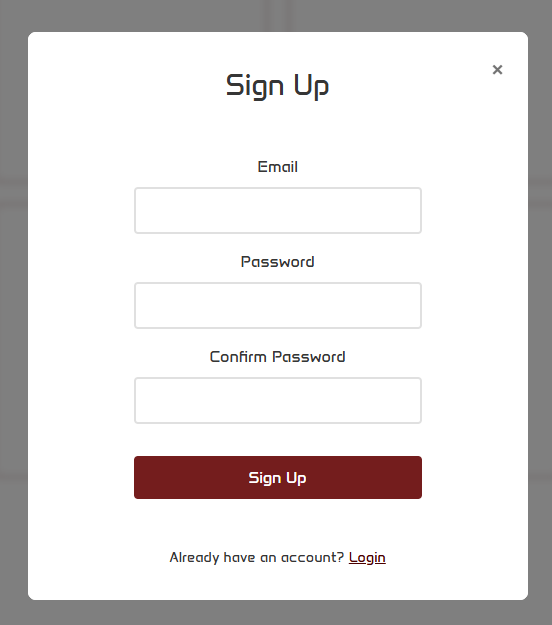 Sign Up
×
Email
Password
Confirm Password
Sign Up
Already have an account? Login